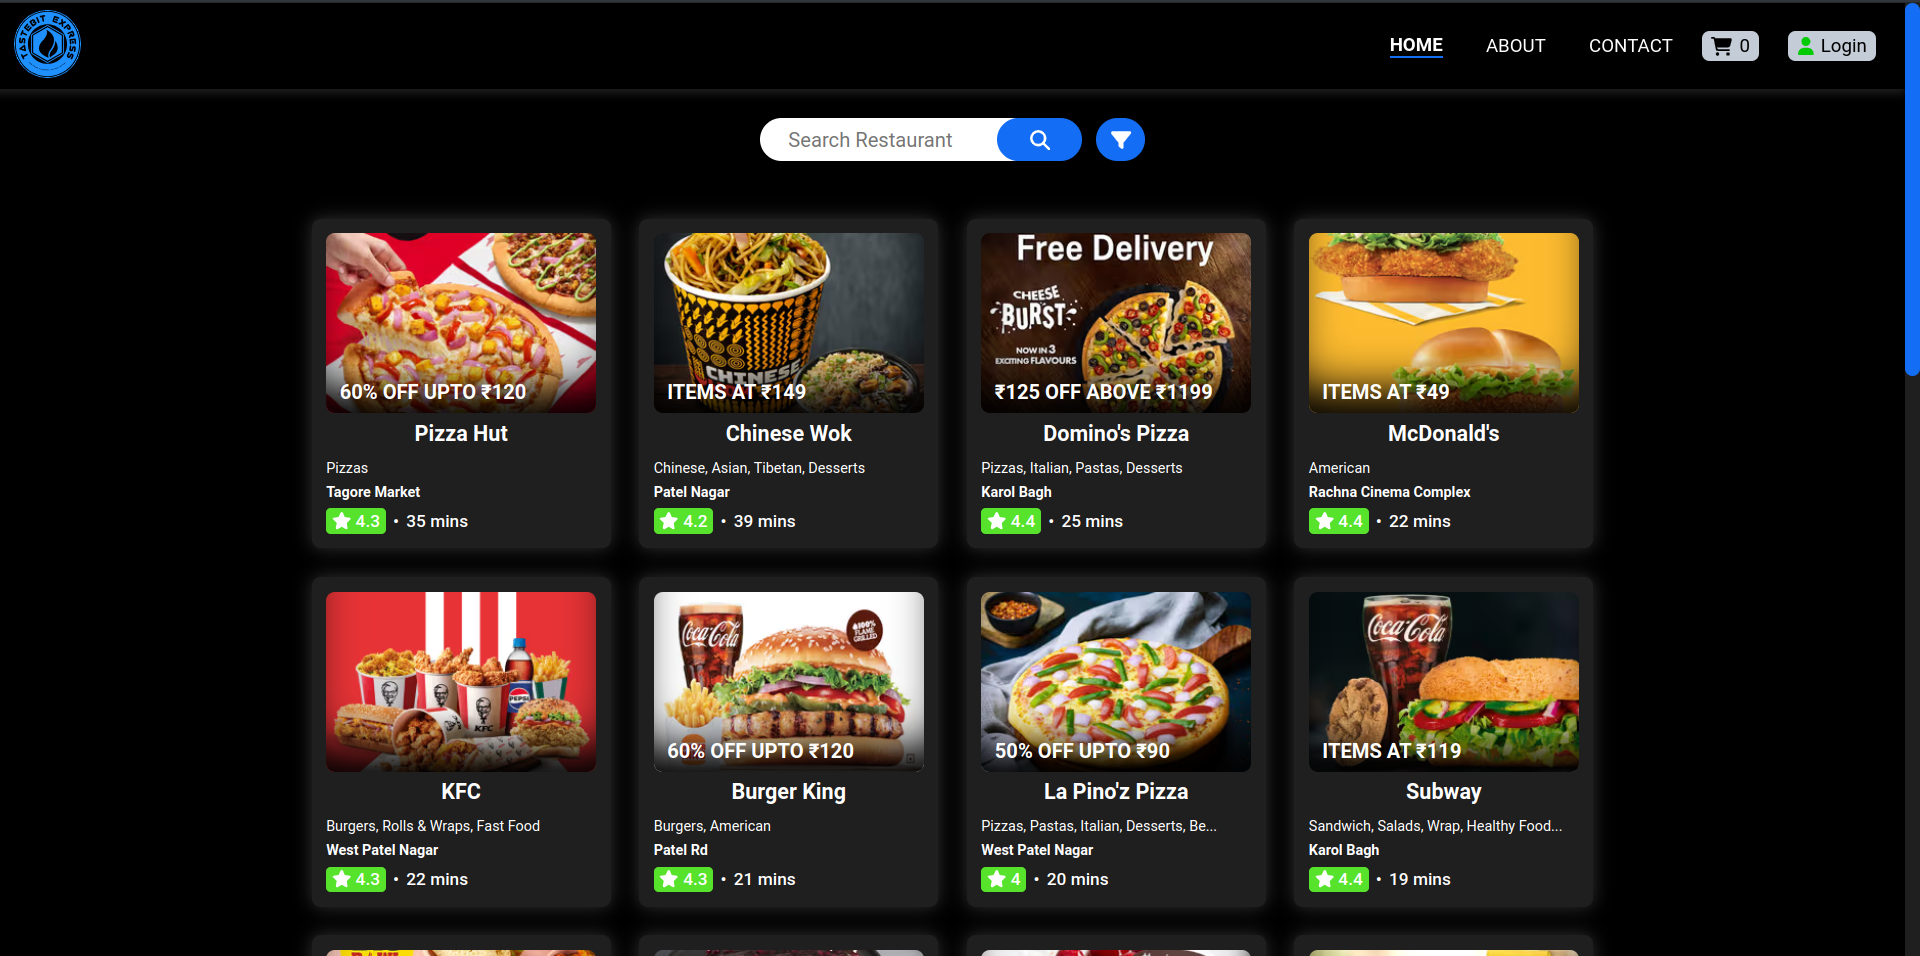 TASTEBIT EXPRESS
HOME
ABOUT
CONTACT
0
Login
Search Restaurant
60% OFF UPTO ₹120
Pizza Hut
Pizzas
Tagore Market
4.3 • 35 mins
CHINESE
ITEMS AT ₹149
Chinese Wok
Chinese, Asian, Tibetan, Desserts
Patel Nagar
4.2 • 39 mins
Free Delivery
CHEESE
BURST
NOW IN 3
EXCITING FLAVOURS
₹125 OFF ABOVE ₹1199
Domino's Pizza
Pizzas, Italian, Pastas, Desserts
Karol Bagh
4.4 • 25 mins
ITEMS AT ₹49
McDonald's
American
Rachna Cinema Complex
4.4 • 22 mins
PEPSI
KFC
KFC
Burgers, Rolls & Wraps, Fast Food
West Patel Nagar
4.3 • 22 mins
Coca-Cola
100%
FLAME
GRILLED
60% OFF UPTO ₹120
Burger King
Burgers, American
Patel Rd
4.3 • 21 mins
50% OFF UPTO ₹90
La Pino'z Pizza
Pizzas, Pastas, Italian, Desserts, Be...
West Patel Nagar
4 • 20 mins
Coca-Cola
ITEMS AT ₹119
Subway
Sandwich, Salads, Wrap, Healthy Food...
Karol Bagh
4.4 • 19 mins